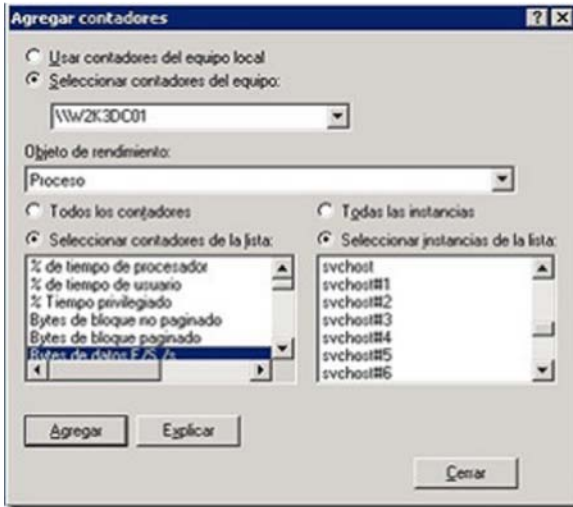 Agregar contadores
Usar contadores del equipo local
Seleccionar contadores del equipo:
\\W2K3DC01
Objeto de rendimiento:
Proceso
Todos los contadores
Todas las instancias
Seleccionar contadores de la lista:
Seleccionar instancias de la lista:
% de tiempo de procesador
% de tiempo de usuario
% Tiempo privilegiado
Bytes de bloque no paginado
Bytes de bloque paginado
Bytes de datos E/S /s
svchost
svchost#1
svchost#2
svchost#3
svchost#4
svchost#5
svchost#6
Agregar
Explicar
Cerrar